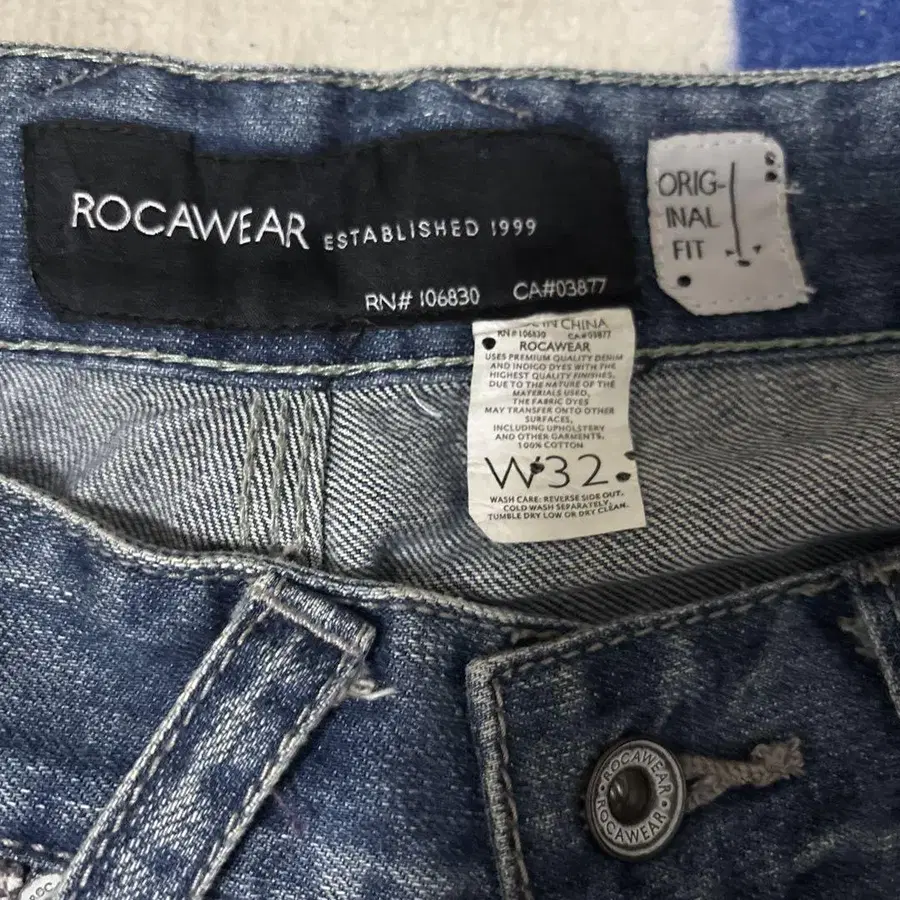 ROCAWEAR ESTABLISHED 1999
RN# 106830 CA#03877
ORIG-
INAL
FIT
IN CHINA
RN# 106830 CA#03877
ROCAWEAR
USES PREMIUM QUALITY DENIM
AND INDIGO DYES WITH THE
HIGHEST QUALITY FINISHES.
DUE TO THE NATURE OF THE
MATERIALS USED,
THE FABRIC DYES
MAY TRANSFER ONTO OTHER
SURFACES,
INCLUDING UPHOLSTERY
AND OTHER GARMENTS.
100% COTTON
W32
WASH CARE: REVERSE SIDE OUT.
COLD WASH SEPARATELY.
TUMBLE DRY LOW OR DRY CLEAN.
ROCAWEAR
ROCAWEAR
ROC